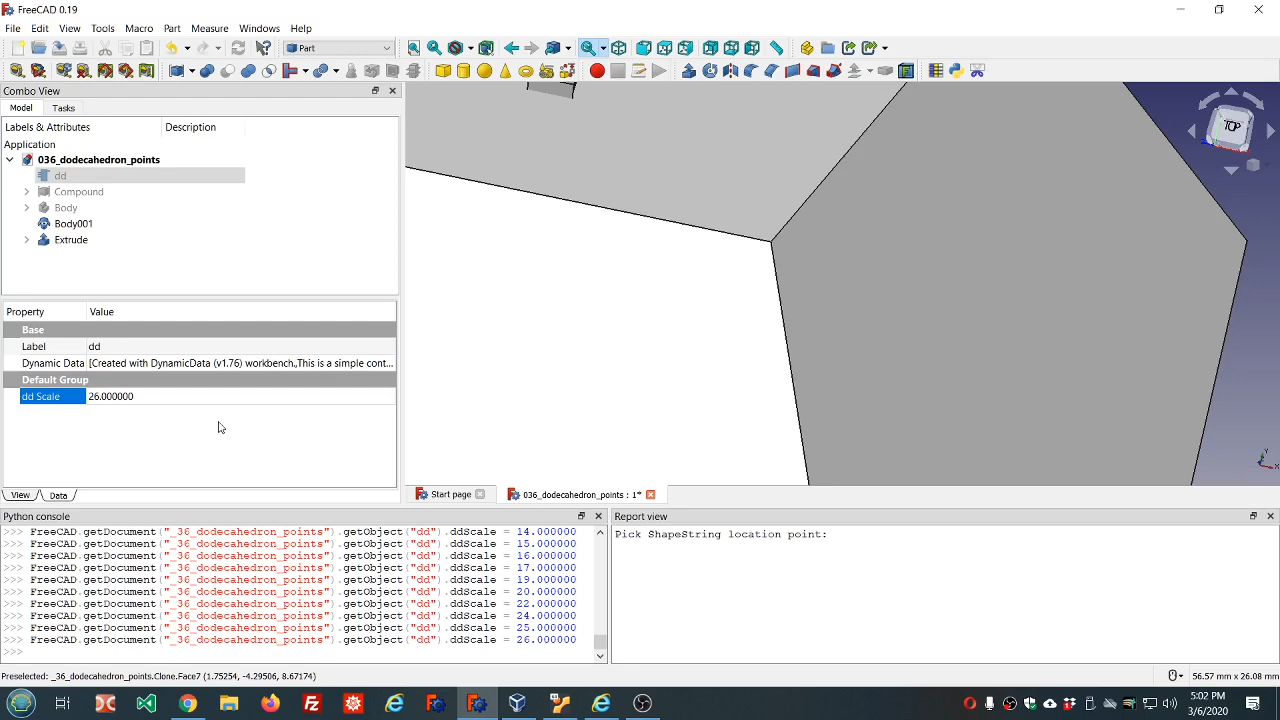 FreeCAD 0.19
File Edit View Tools Macro Part Measure Windows Help
Part
Combo View
Model Tasks
Labels & Attributes Description
Application
036_dodecahedron_points
dd
Compound
Body
Body001
Extrude
Property Value
Base
Label dd
Dynamic Data [Created with DynamicData (v1.76) workbench.,This is a simple cont...
Default Group
dd Scale 26.000000
View Data
TOP
Start page 036_dodecahedron_points : 1*
Python console
>>> FreeCAD.getDocument("_36_dodecahedron_points").getObject("dd").ddScale = 14.000000
>>> FreeCAD.getDocument("_36_dodecahedron_points").getObject("dd").ddScale = 15.000000
>>> FreeCAD.getDocument("_36_dodecahedron_points").getObject("dd").ddScale = 16.000000
>>> FreeCAD.getDocument("_36_dodecahedron_points").getObject("dd").ddScale = 17.000000
>>> FreeCAD.getDocument("_36_dodecahedron_points").getObject("dd").ddScale = 19.000000
>>> FreeCAD.getDocument("_36_dodecahedron_points").getObject("dd").ddScale = 20.000000
>>> FreeCAD.getDocument("_36_dodecahedron_points").getObject("dd").ddScale = 22.000000
>>> FreeCAD.getDocument("_36_dodecahedron_points").getObject("dd").ddScale = 24.000000
>>> FreeCAD.getDocument("_36_dodecahedron_points").getObject("dd").ddScale = 25.000000
>>> FreeCAD.getDocument("_36_dodecahedron_points").getObject("dd").ddScale = 26.000000
>>>
Report view
Pick ShapeString location point:
Preselected: _36_dodecahedron_points.Clone.Face7 (1.75254, -4.29506, 8.67174)
56.57 mm x 26.08 mm
5:02 PM
3/6/2020